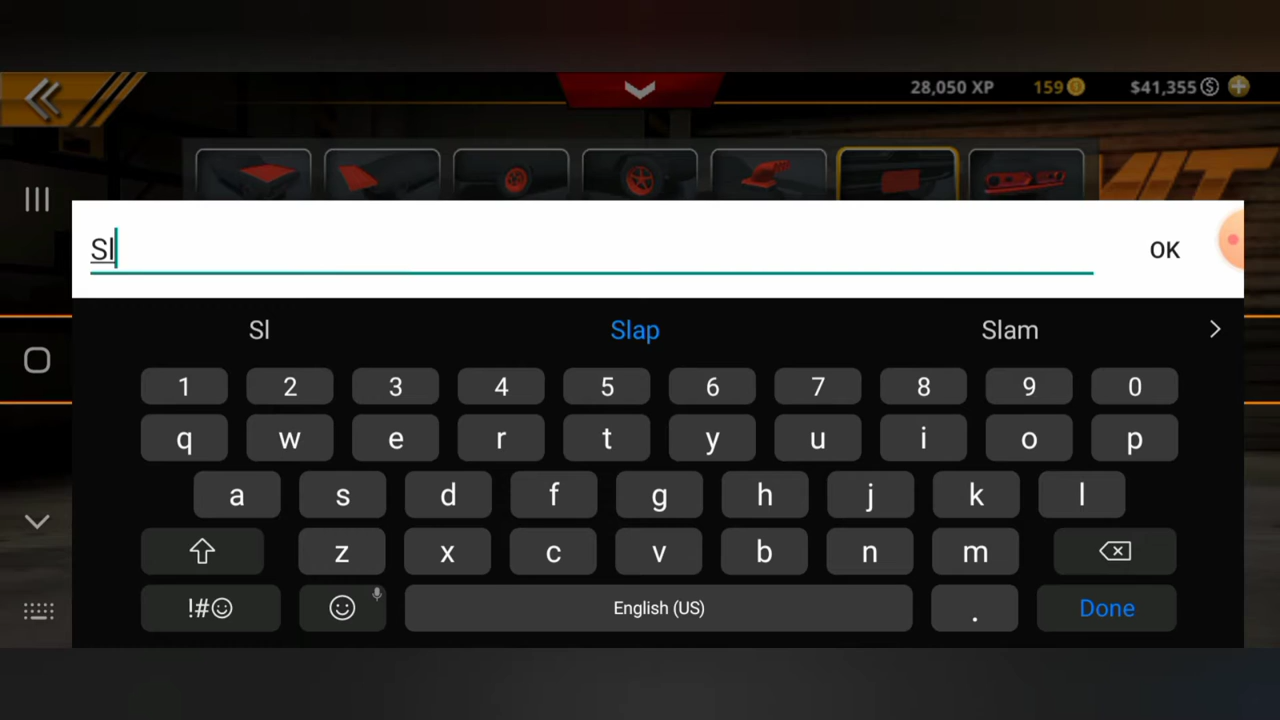 28,050 XP 159 $41,355
Sl OK
Sl Slap Slam
1 2 3 4 5 6 7 8 9 0
q w e r t y u i o p
a s d f g h j k l
z x c v b n m
!#☺ English (US) . Done